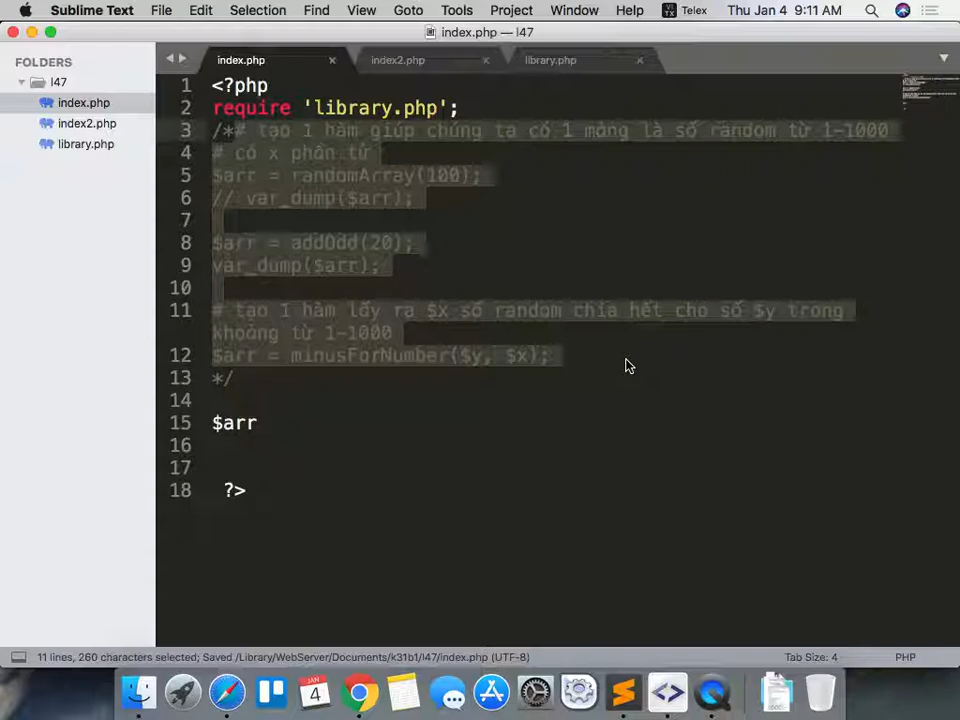 Sublime Text File Edit Selection Find View Goto Tools Project Window Help VI TX Telex Thu Jan 4 9:11 AM
index.php — l47
FOLDERS
l47
index.php
index2.php
library.php
index.php × index2.php × library.php ×
1 <?php
2 require 'library.php';
3 /*# tạo 1 hàm giúp chúng ta có 1 mảng là số random từ 1-1000
4 # có x phần tử
5 $arr = randomArray(100);
6 // var_dump($arr);
7
8 $arr = addOdd(20);
9 var_dump($arr);
10
11 # tạo 1 hàm lấy ra $x số random chia hết cho số $y trong
khoảng từ 1-1000
12 $arr = minusForNumber($y, $x);
13 */
14
15 $arr
16
17
18 ?>
11 lines, 260 characters selected; Saved /Library/WebServer/Documents/k31b1/l47/index.php (UTF-8) Tab Size: 4 PHP
JAN
4